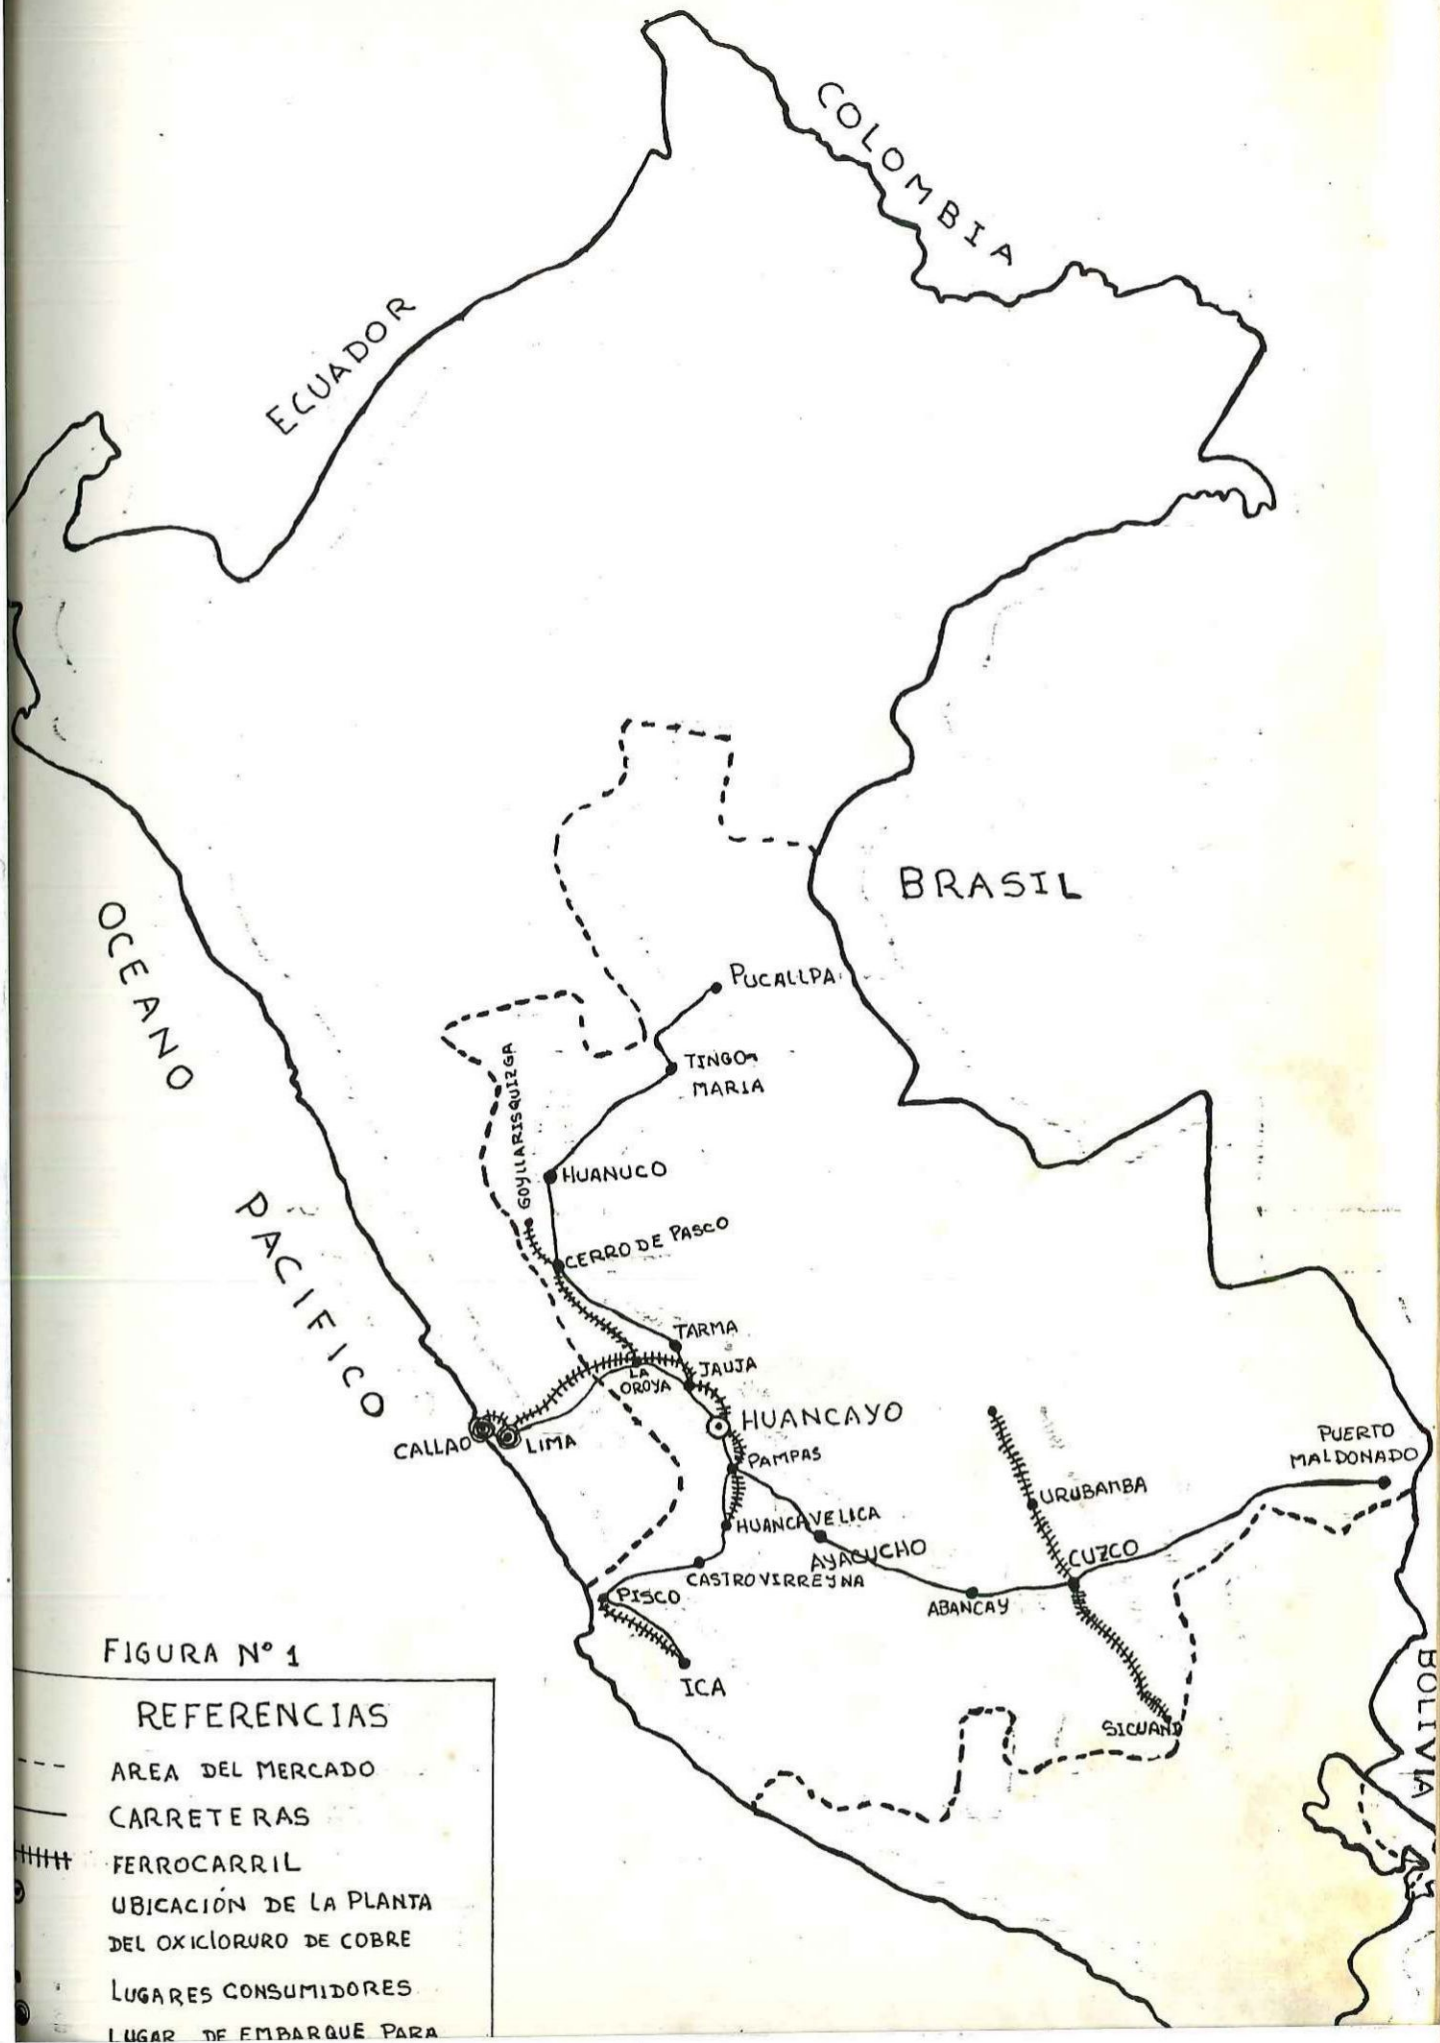 COLOMBIA
ECUADOR
BRASIL
OCEANO
PACIFICO
PUCALLPA
TINGO
MARIA
GOYLLARISQUIZGA
HUANUCO
CERRO DE PASCO
TARMA
JAUJA
LA
OROYA
HUANCAYO
CALLAO
LIMA
PAMPAS
PUERTO
MALDONADO
URUBAMBA
HUANCAVELICA
AYACUCHO
CUZCO
CASTROVIRREYNA
PISCO
ABANCAY
ICA
SICUANI
BOLIVIA
FIGURA Nº 1
REFERENCIAS
AREA DEL MERCADO
CARRETERAS
FERROCARRIL
UBICACIÓN DE LA PLANTA
DEL OXICLORURO DE COBRE
LUGARES CONSUMIDORES
LUGAR DE EMBARQUE PARA